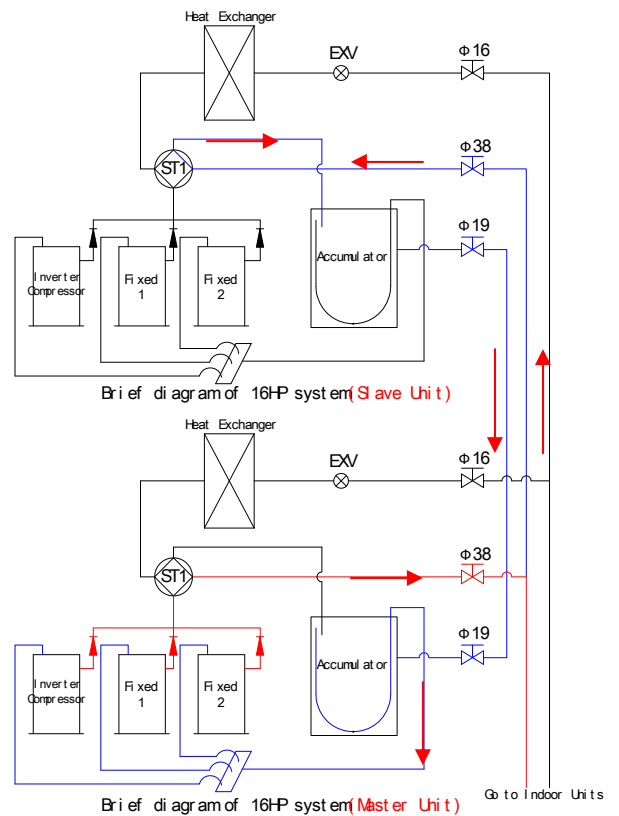 Heat Exchanger
EXV
Φ16
ST1
Φ38
Φ19
Inverter
Compressor
Fixed
1
Fixed
2
Accumulator
Brief diagram of 16HP system(Slave Unit)
Heat Exchanger
EXV
Φ16
ST1
Φ38
Φ19
Inverter
Compressor
Fixed
1
Fixed
2
Accumulator
Go to Indoor Units
Brief diagram of 16HP system(Master Unit)